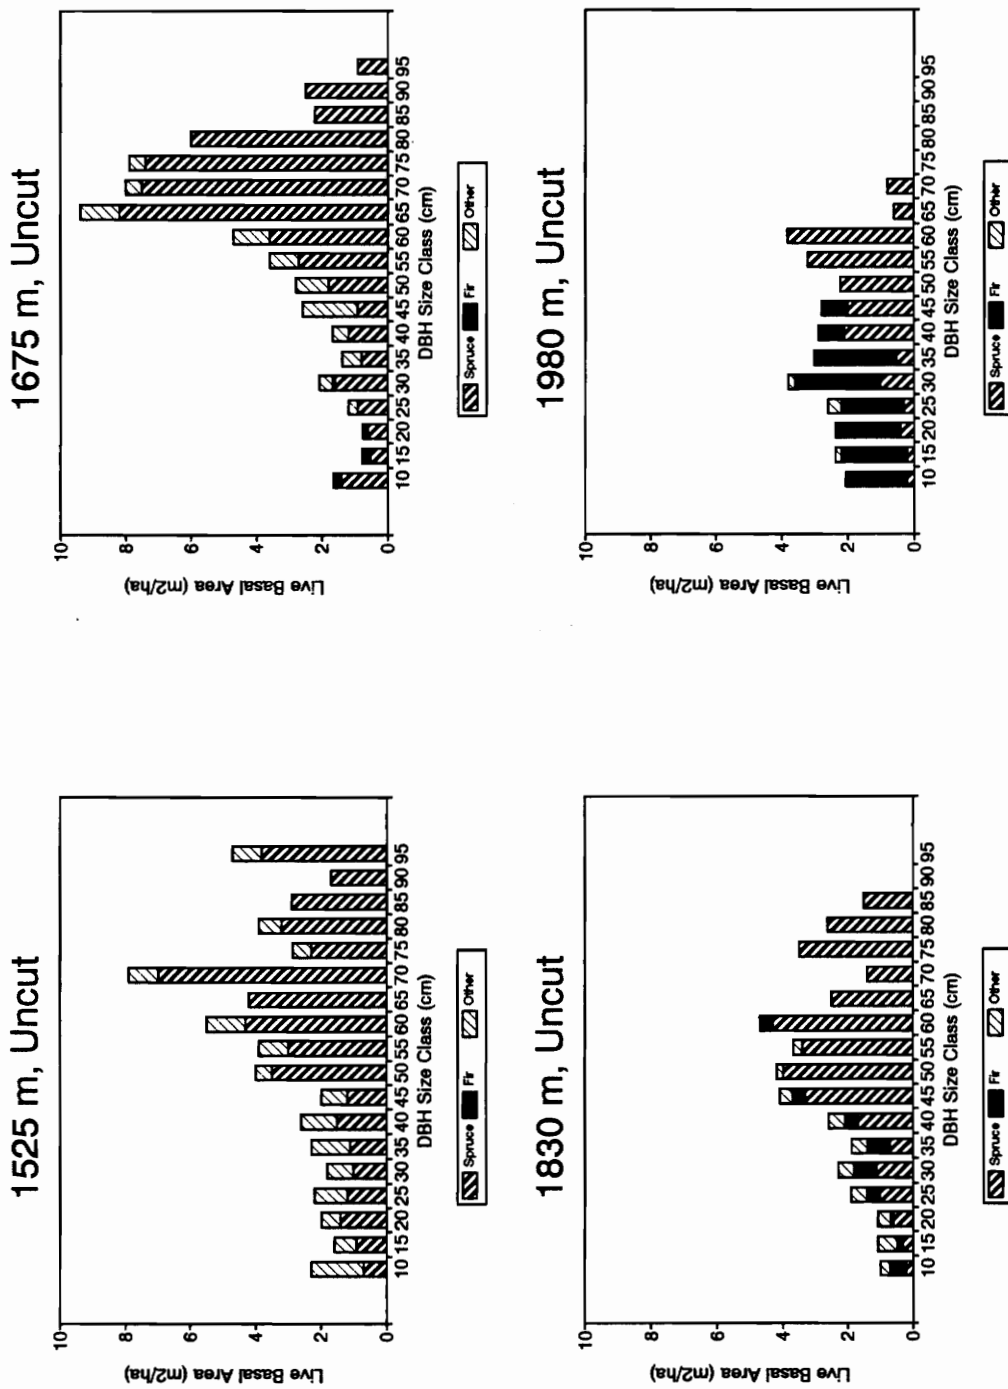 1525 m, Uncut
Live Basal Area (m2/ha)
10
8
6
4
2
0
10 15 20 25 30 35 40 45 50 55 60 65 70 75 80 85 90 95
DBH Size Class (cm)
Spruce Fir Other
1675 m, Uncut
Live Basal Area (m2/ha)
10
8
6
4
2
0
10 15 20 25 30 35 40 45 50 55 60 65 70 75 80 85 90 95
DBH Size Class (cm)
Spruce Fir Other
1830 m, Uncut
Live Basal Area (m2/ha)
10
8
6
4
2
0
10 15 20 25 30 35 40 45 50 55 60 65 70 75 80 85 90 95
DBH Size Class (cm)
Spruce Fir Other
1980 m, Uncut
Live Basal Area (m2/ha)
10
8
6
4
2
0
10 15 20 25 30 35 40 45 50 55 60 65 70 75 80 85 90 95
DBH Size Class (cm)
Spruce Fir Other